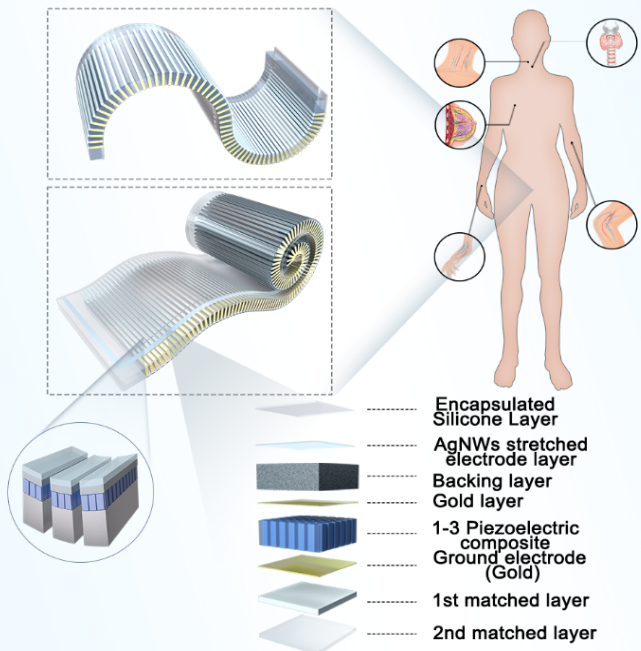 Encapsulated
Silicone Layer
AgNWs stretched
electrode layer
Backing layer
Gold layer
1-3 Piezoelectric
composite
Ground electrode
(Gold)
1st matched layer
2nd matched layer